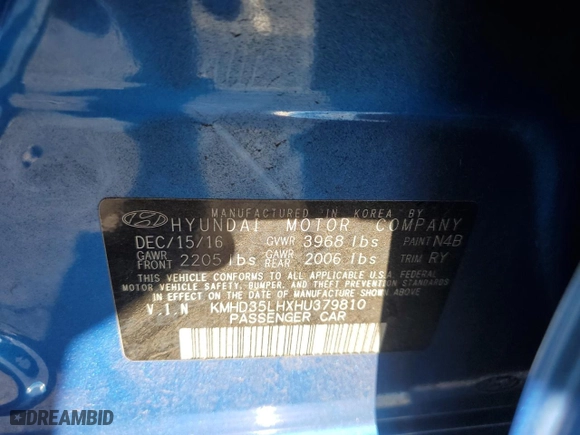 MANUFACTURED IN KOREA BY
HYUNDAI MOTOR COMPANY
DEC/15/16 GVWR 3968 lbs PAINT N4B
GAWR FRONT 2205 lbs GAWR REAR 2006 lbs TRIM RY
THIS VEHICLE CONFORMS TO ALL APPLICABLE U.S.A. FEDERAL
MOTOR VEHICLE SAFETY, BUMPER, AND THEFT PREVENTION STANDARDS
IN EFFECT ON THE DATE OF MANUFACTURE SHOWN ABOVE.
V.I.N KMHD35LHXHU379810
PASSENGER CAR
DREAMBID